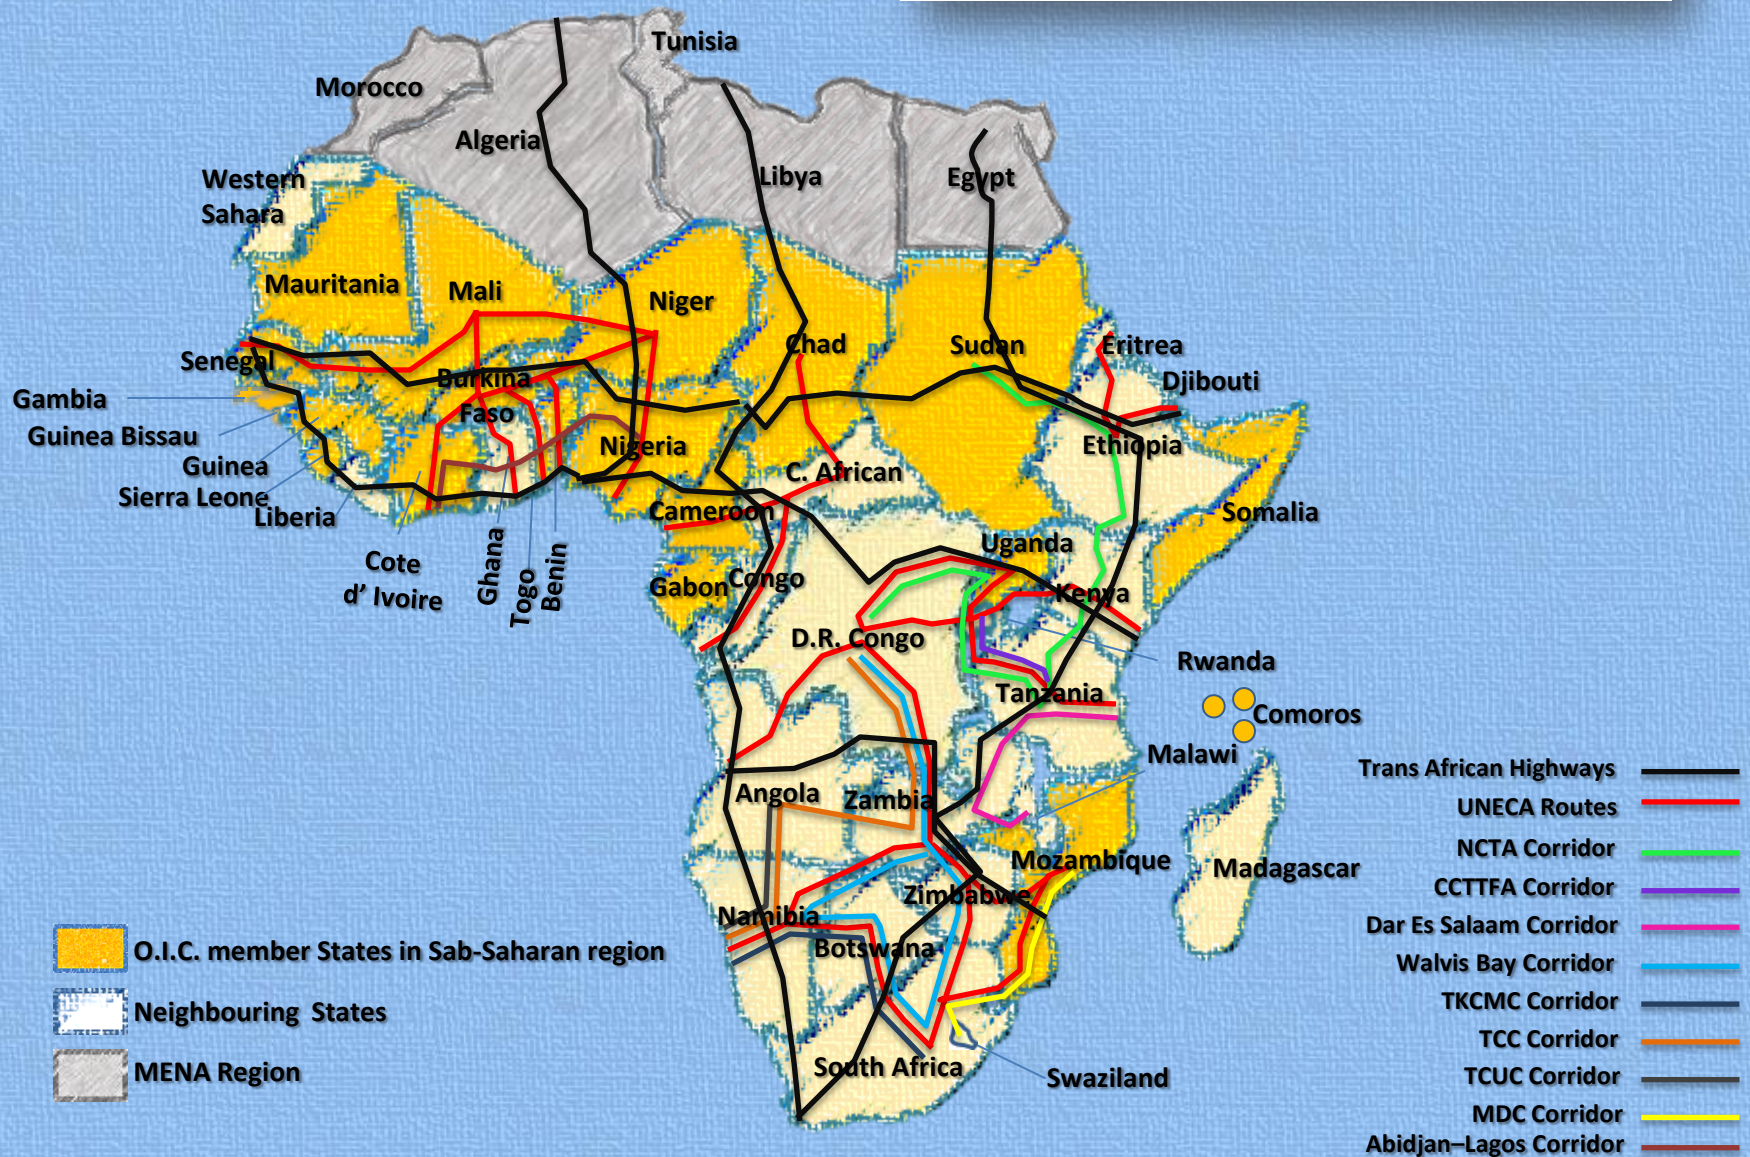 Tunisia
Morocco
Algeria
Libya
Egypt
Western
Sahara
Mauritania
Mali
Niger
Chad
Sudan
Eritrea
Senegal
Djibouti
Burkina
Faso
Gambia
Guinea Bissau
Nigeria
Ethiopia
Guinea
C. African
Sierra Leone
Liberia
Cameroon
Somalia
Cote
d’ Ivoire
Ghana
Togo
Benin
Uganda
Gabon
Congo
Kenya
D.R. Congo
Rwanda
Tanzania
Comoros
Malawi
Angola
Zambia
Mozambique
Madagascar
Zimbabwe
Namibia
Botswana
South Africa
Swaziland
O.I.C. member States in Sab-Saharan region
Neighbouring States
MENA Region
Trans African Highways
UNECA Routes
NCTA Corridor
CCTTFA Corridor
Dar Es Salaam Corridor
Walvis Bay Corridor
TKCMC Corridor
TCC Corridor
TCUC Corridor
MDC Corridor
Abidjan–Lagos Corridor